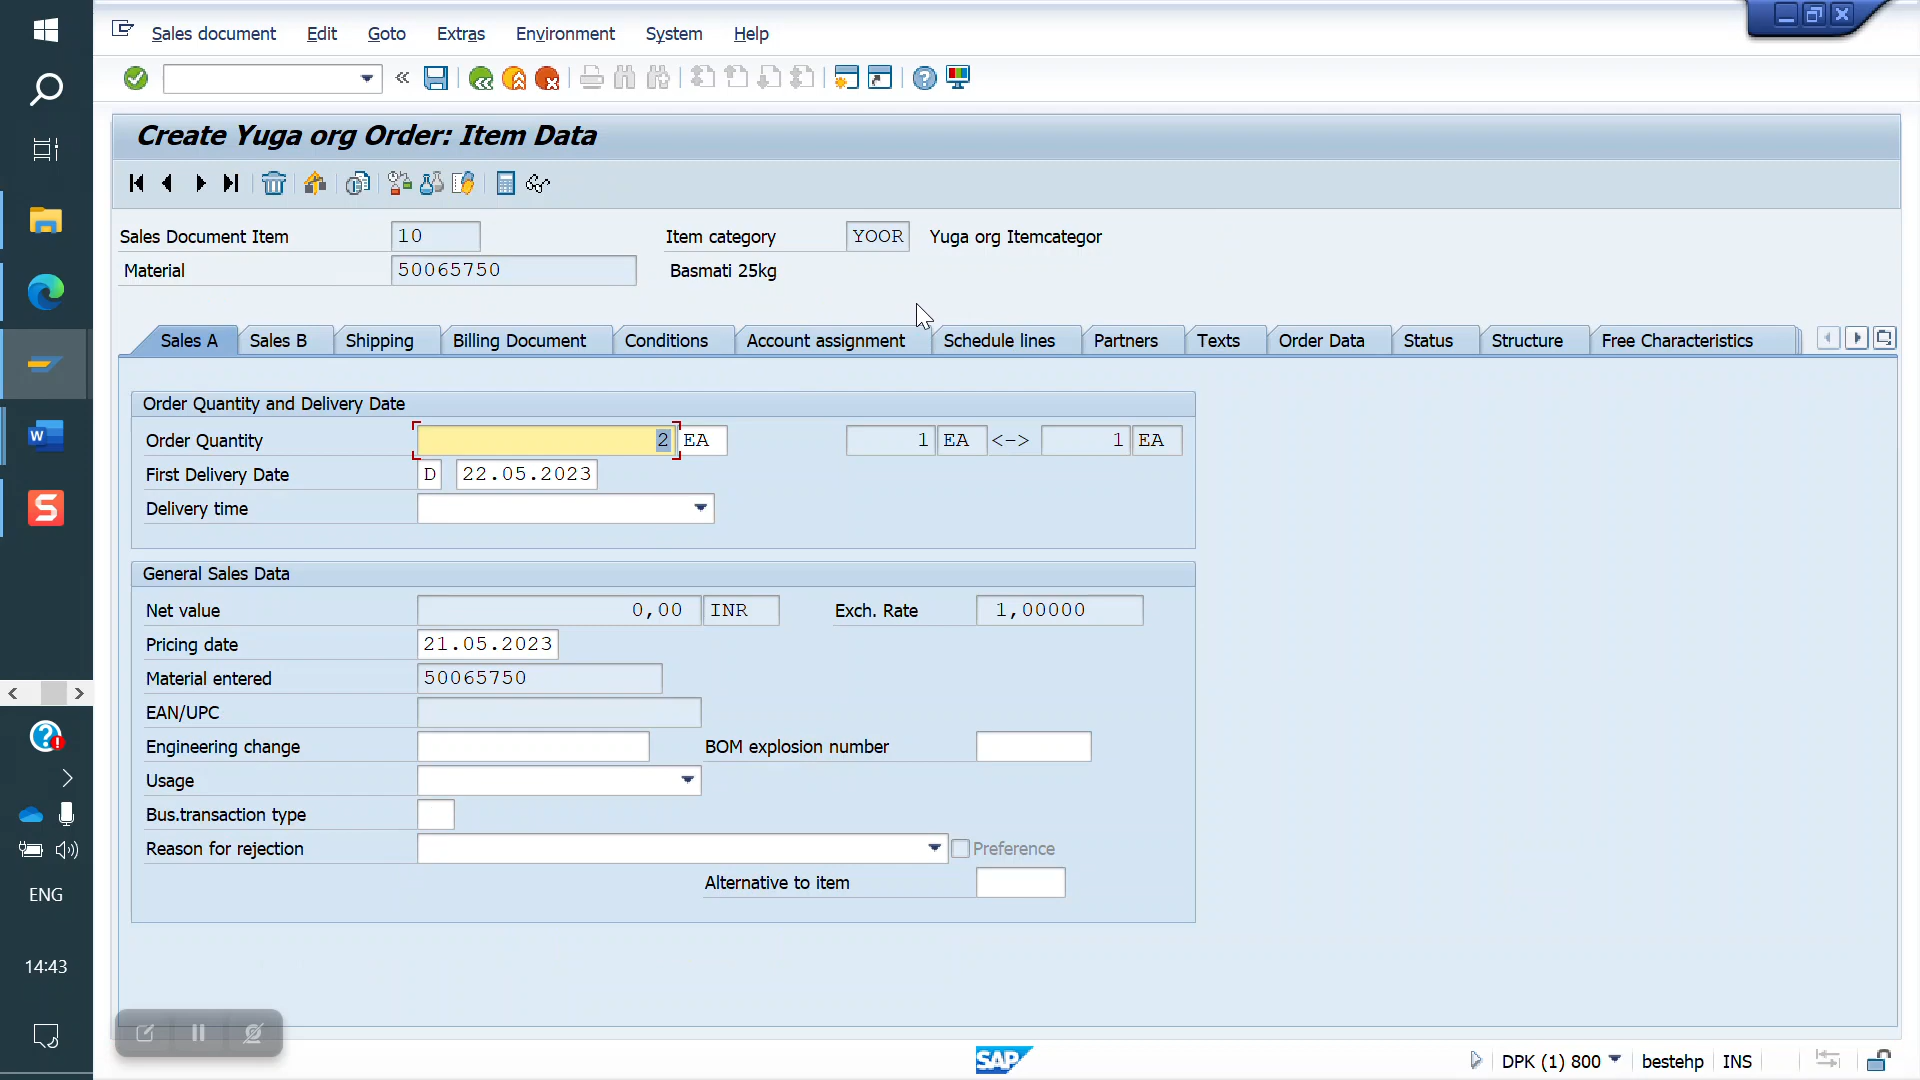 Sales document Edit Goto Extras Environment System Help
Create Yuga org Order: Item Data
Sales Document Item 10 Item category YOOR Yuga org Itemcategor
Material 50065750 Basmati 25kg
Sales A Sales B Shipping Billing Document Conditions Account assignment Schedule lines Partners Texts Order Data Status Structure Free Characteristics
Order Quantity and Delivery Date
Order Quantity 2 EA 1 EA <-> 1 EA
First Delivery Date D 22.05.2023
Delivery time
General Sales Data
Net value 0,00 INR Exch. Rate 1,00000
Pricing date 21.05.2023
Material entered 50065750
EAN/UPC
Engineering change BOM explosion number
Usage
Bus.transaction type
Reason for rejection Preference
Alternative to item
ENG
14:43
SAP DPK (1) 800 bestehp INS